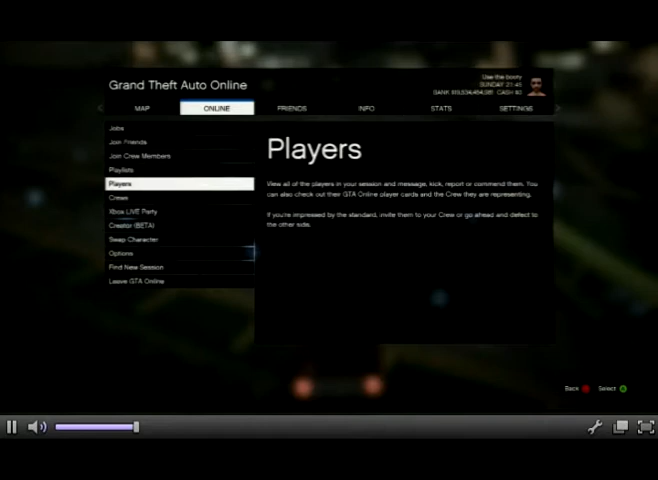 Grand Theft Auto Online
SUNDAY 21:45
MAP ONLINE FRIENDS INFO STATS SETTINGS
Jobs
Join Friends
Join Crew Members
Playlists
Players
Crews
Xbox LIVE Party
Creator (BETA)
Swap Character
Options
Find New Session
Leave GTA Online
Players
View all of the players in your session and message, kick, report or commend them. You
can also check out their GTA Online player cards and the Crew they are representing.
If you're impressed by the standard, invite them to your Crew or go ahead and defect to
the other side.
Back Select